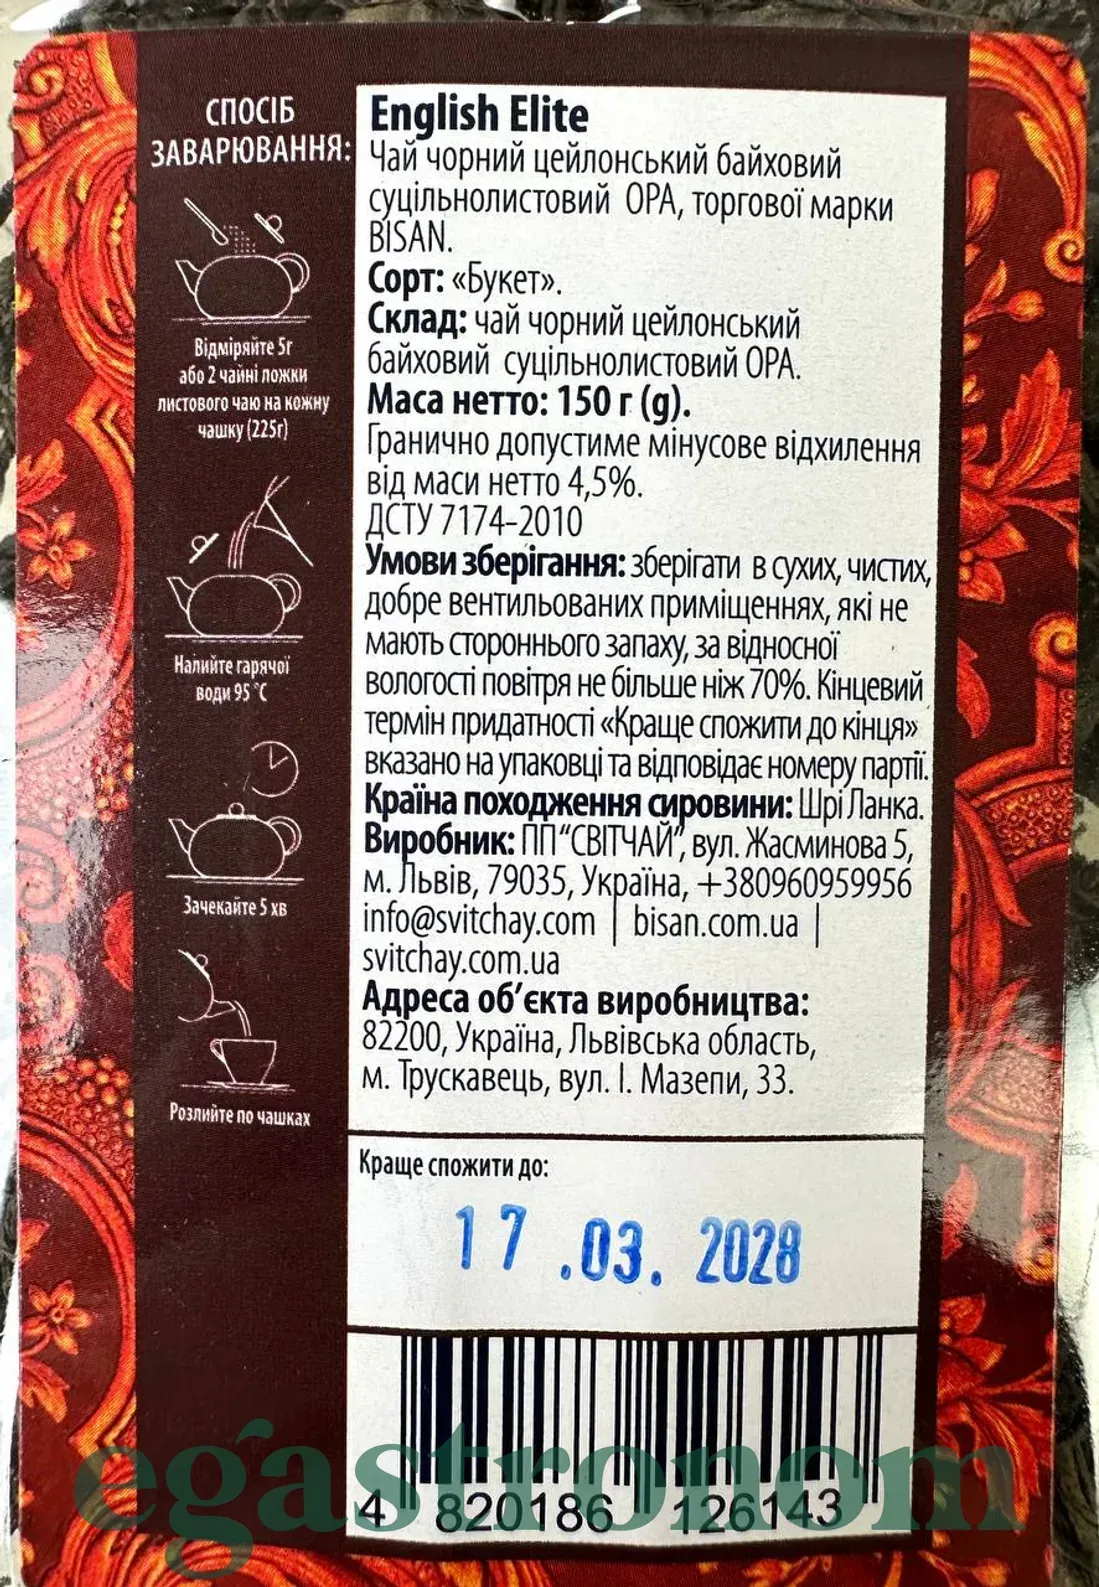 СПОСІБ
ЗАВАРЮВАННЯ:
Відміряйте 5г
або 2 чайні ложки
листового чаю на кожну
чашку (225г)
Налийте гарячої
води 95 °С
Зачекайте 5 хв
Розлийте по чашках
English Elite
Чай чорний цейлонський байховий
суцільнолистовий ОРА, торгової марки
BISAN.
Сорт: «Букет».
Склад: чай чорний цейлонський
байховий суцільнолистовий ОРА.
Маса нетто: 150 г (g).
Гранично допустиме мінусове відхилення
від маси нетто 4,5%.
ДСТУ 7174-2010
Умови зберігання: зберігати в сухих, чистих,
добре вентильованих приміщеннях, які не
мають стороннього запаху, за відносної
вологості повітря не більше ніж 70%. Кінцевий
термін придатності «Краще спожити до кінця»
вказано на упаковці та відповідає номеру партії.
Країна походження сировини: Шрі Ланка.
Виробник: ПП "СВІТЧАЙ", вул. Жасминова 5,
м. Львів, 79035, Україна, +380960959956
info@svitchay.com | bisan.com.ua |
svitchay.com.ua
Адреса об'єкта виробництва:
82200, Україна, Львівська область,
м. Трускавець, вул. І. Мазепи, 33.
Краще спожити до:
17 .03. 2028
4 820186 126143
egastronom